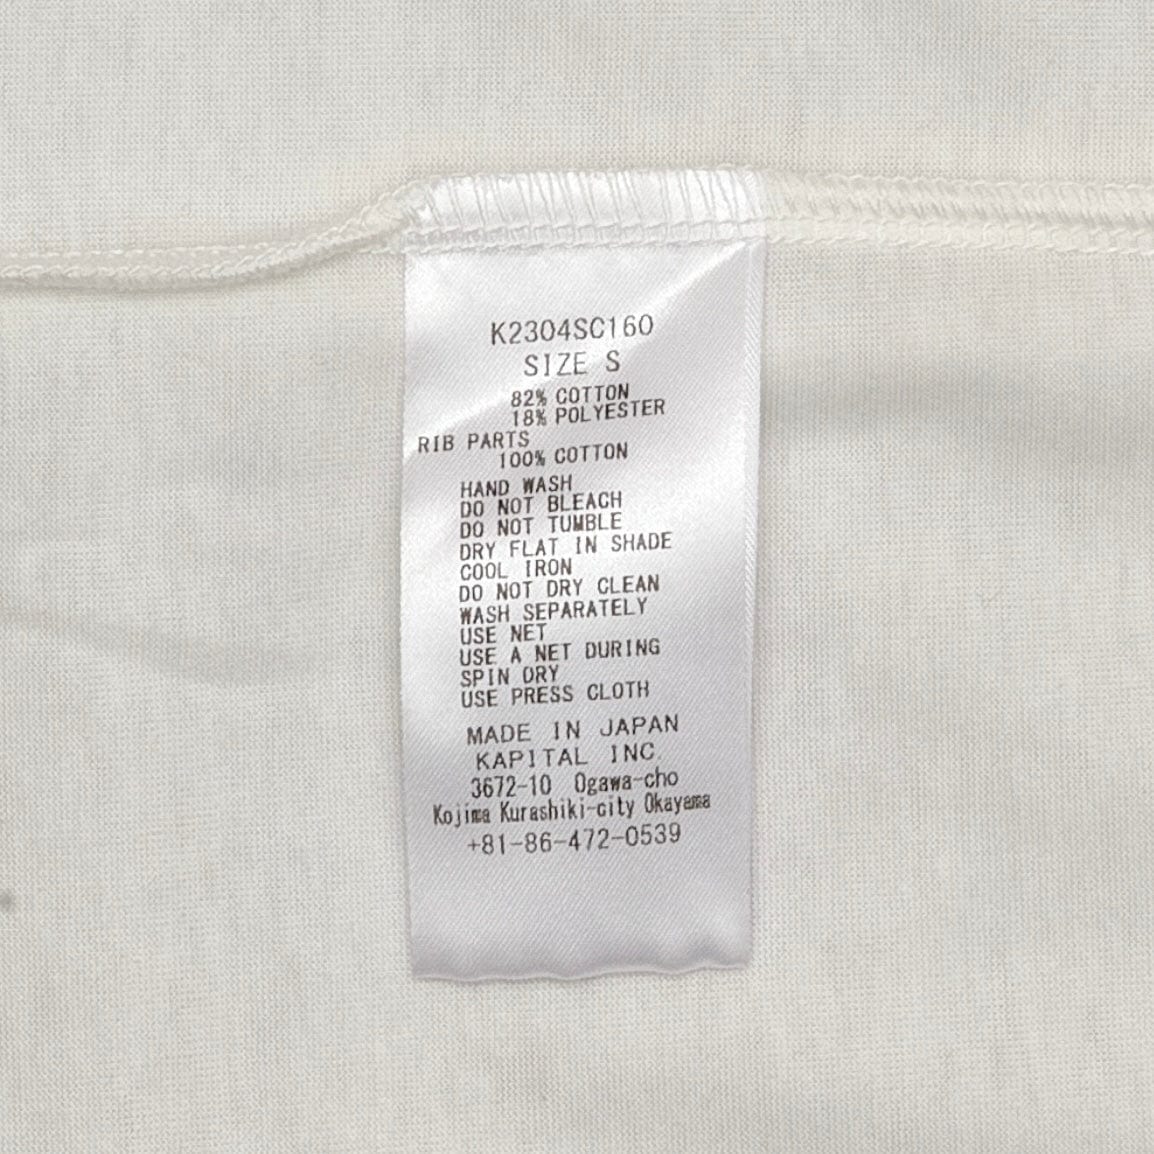 K2304SC160
SIZE S
82% COTTON
18% POLYESTER
RIB PARTS
100% COTTON
HAND WASH
DO NOT BLEACH
DO NOT TUMBLE
DRY FLAT IN SHADE
COOL IRON
DO NOT DRY CLEAN
WASH SEPARATELY
USE NET
USE A NET DURING
SPIN DRY
USE PRESS CLOTH
MADE IN JAPAN
KAPITAL INC.
3672-10 Ogawa-cho
Kojima Kurashiki-city Okayama
+81-86-472-0539